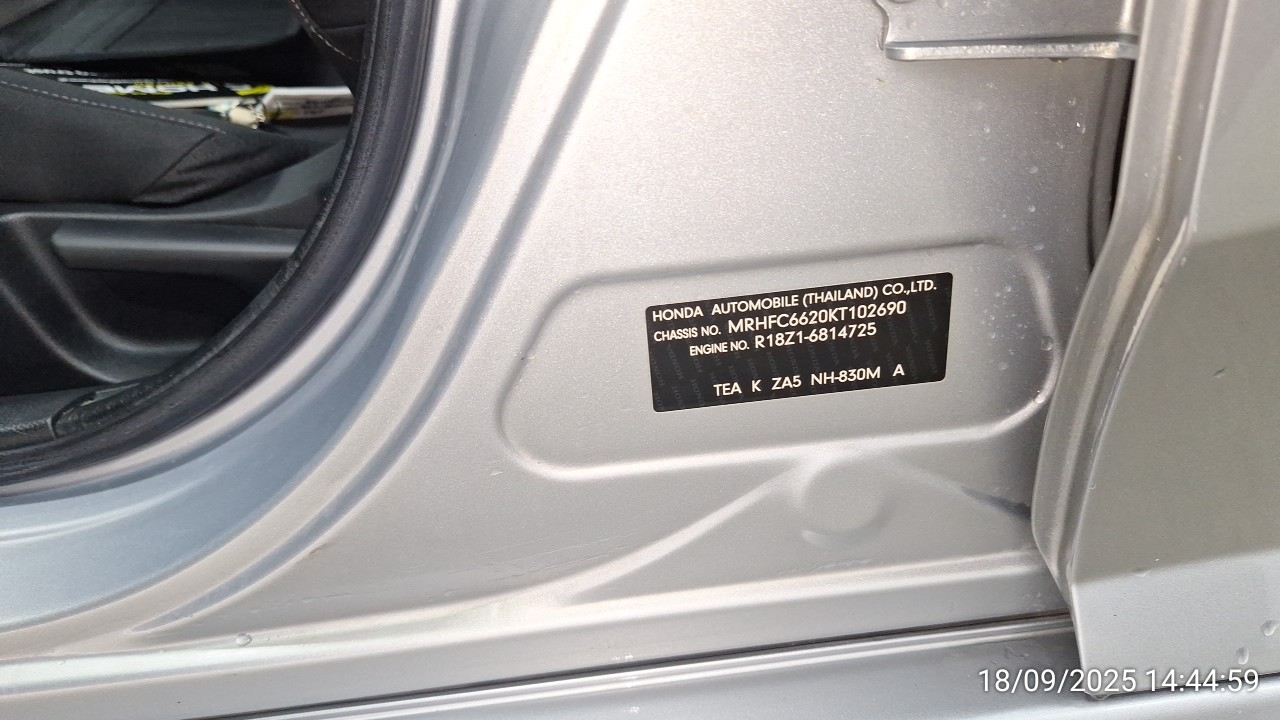 HOME
HONDA AUTOMOBILE (THAILAND) CO.,LTD.
CHASSIS NO. MRHFC6620KT102690
ENGINE NO. R18Z1-6814725
TEA K ZA5 NH-830M A
18/09/2025 14:44:59